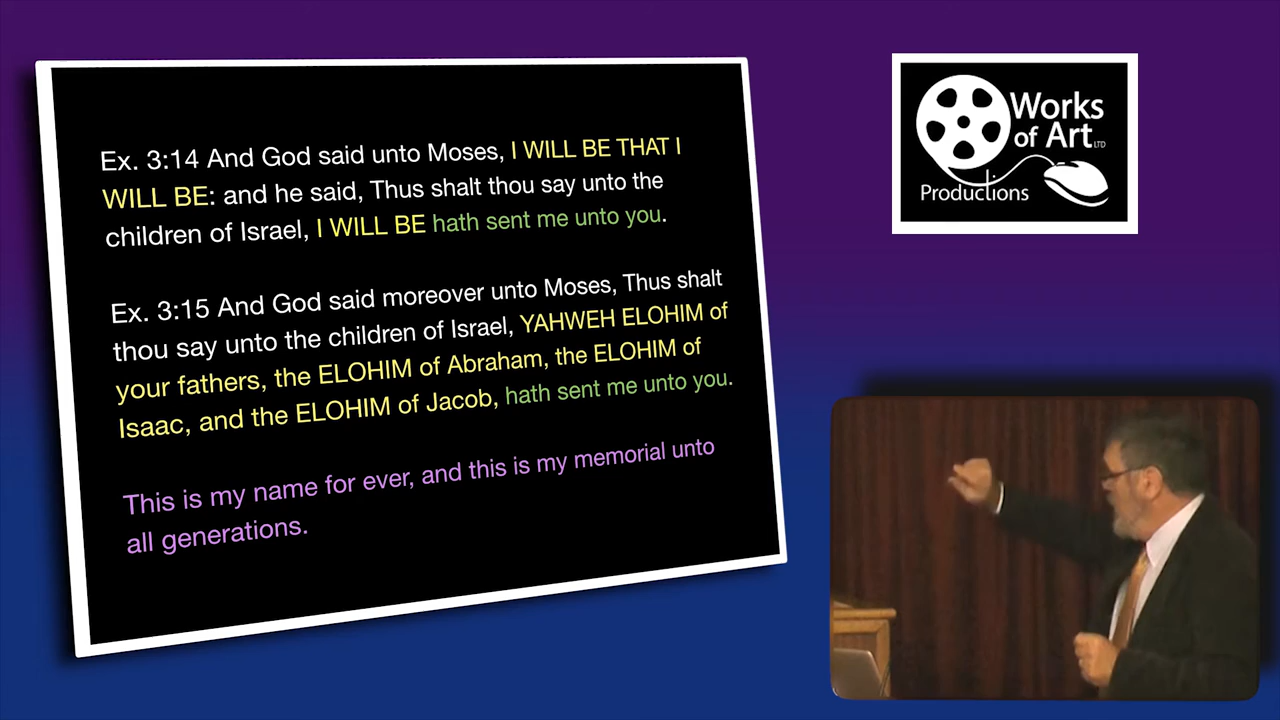 Ex. 3:14 And God said unto Moses, I WILL BE THAT I
WILL BE: and he said, Thus shalt thou say unto the
children of Israel, I WILL BE hath sent me unto you.
Ex. 3:15 And God said moreover unto Moses, Thus shalt
thou say unto the children of Israel, YAHWEH ELOHIM of
your fathers, the ELOHIM of Abraham, the ELOHIM of
Isaac, and the ELOHIM of Jacob, hath sent me unto you.
This is my name for ever, and this is my memorial unto
all generations.
Works
of Art LTD
Productions